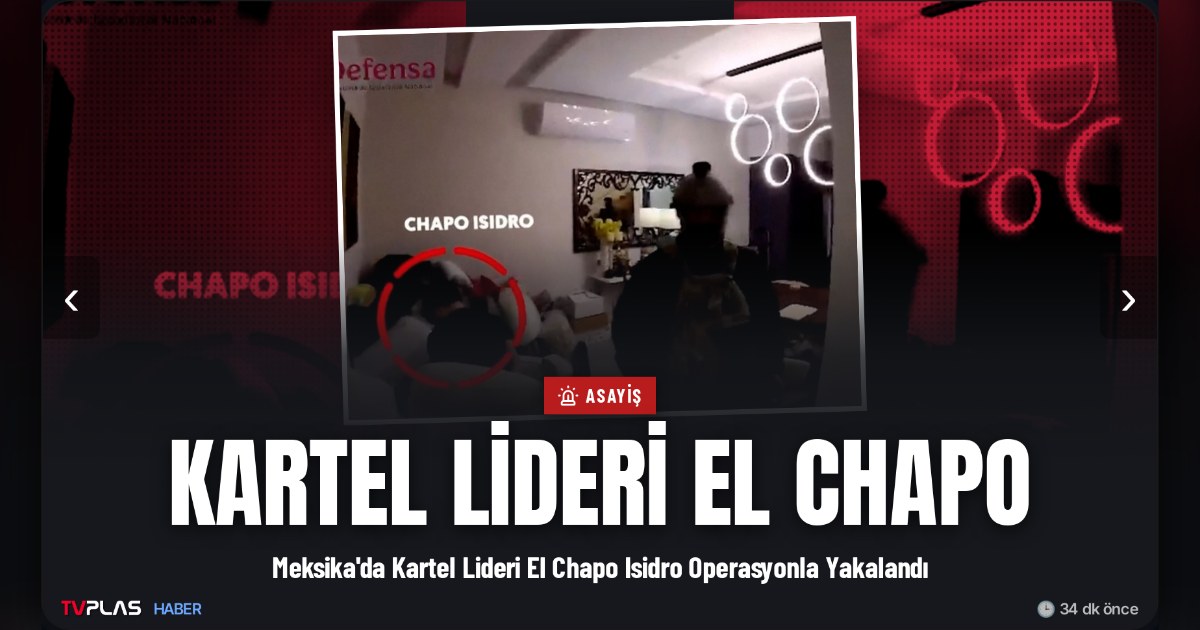 Defensa
CHAPO ISIDRO
CHAPO ISI
ASAYİŞ
KARTEL LİDERİ EL CHAPO
Meksika'da Kartel Lideri El Chapo Isidro Operasyonla Yakalandı
TVPLAS HABER
34 dk önce